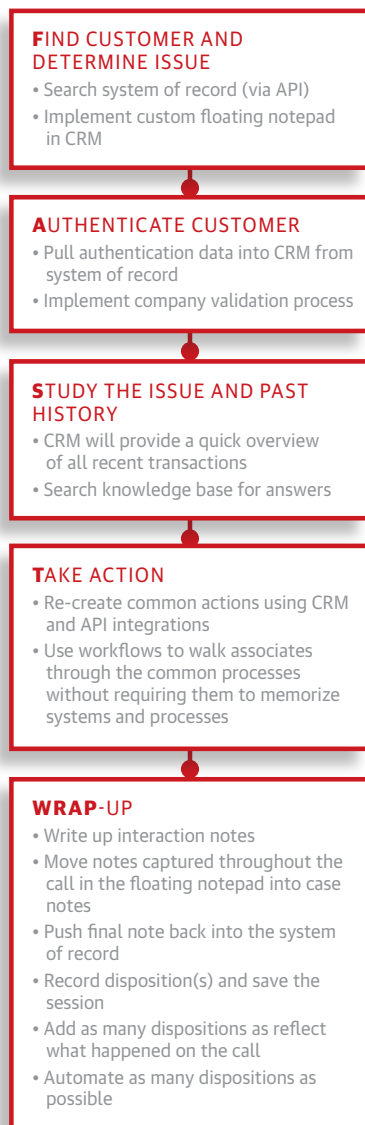 FIND CUSTOMER AND
DETERMINE ISSUE
• Search system of record (via API)
• Implement custom floating notepad
in CRM
AUTHENTICATE CUSTOMER
• Pull authentication data into CRM from
system of record
• Implement company validation process
STUDY THE ISSUE AND PAST
HISTORY
• CRM will provide a quick overview
of all recent transactions
• Search knowledge base for answers
TAKE ACTION
• Re-create common actions using CRM
and API integrations
• Use workflows to walk associates
through the common processes
without requiring them to memorize
systems and processes
WRAP-UP
• Write up interaction notes
• Move notes captured throughout the
call in the floating notepad into case
notes
• Push final note back into the system
of record
• Record disposition(s) and save the
session
• Add as many dispositions as reflect
what happened on the call
• Automate as many dispositions as
possible